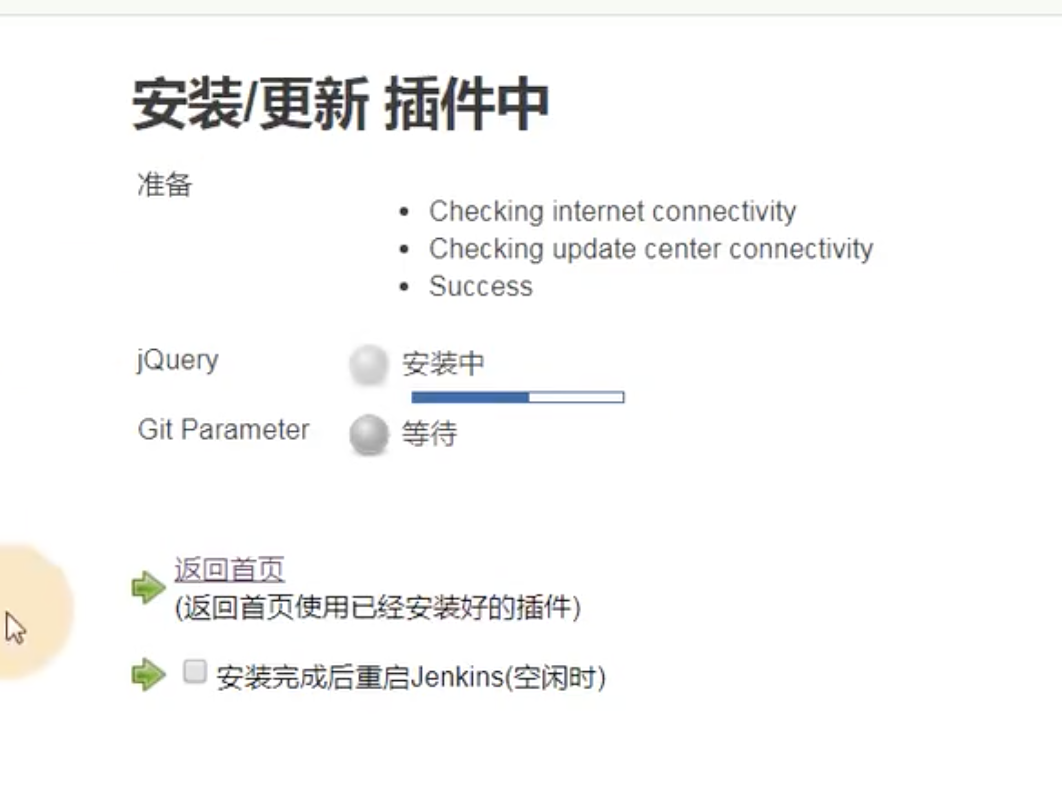 安装/更新 插件中
准备
Checking internet connectivity
Checking update center connectivity
Success
jQuery 安装中
Git Parameter 等待
返回首页
(返回首页使用已经安装好的插件)
安装完成后重启Jenkins(空闲时)